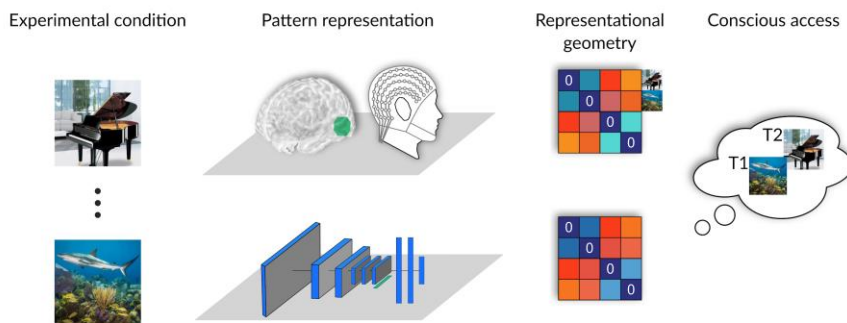 Experimental condition
Pattern representation
Representational
geometry
Conscious access
0
0
0
0
T2
T1
0
0
0
0